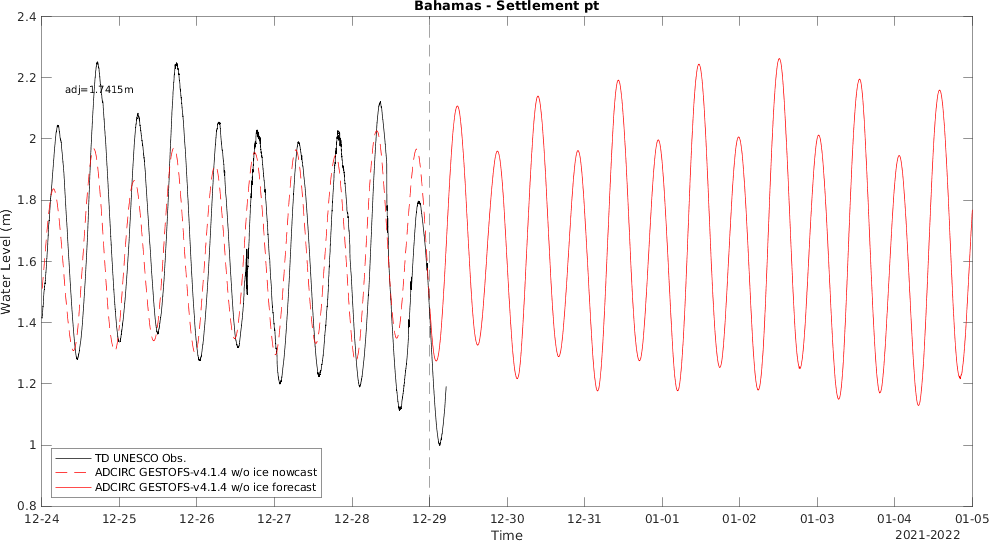 Bahamas - Settlement pt
2.4
2.2
2
1.8
1.6
1.4
1.2
1
0.8
Water Level (m)
adj=1.7415m
TD UNESCO Obs.
ADCIRC GESTOFS-v4.1.4 w/o ice nowcast
ADCIRC GESTOFS-v4.1.4 w/o ice forecast
12-24 12-25 12-26 12-27 12-28 12-29 12-30 12-31 01-01 01-02 01-03 01-04 01-05
Time
2021-2022